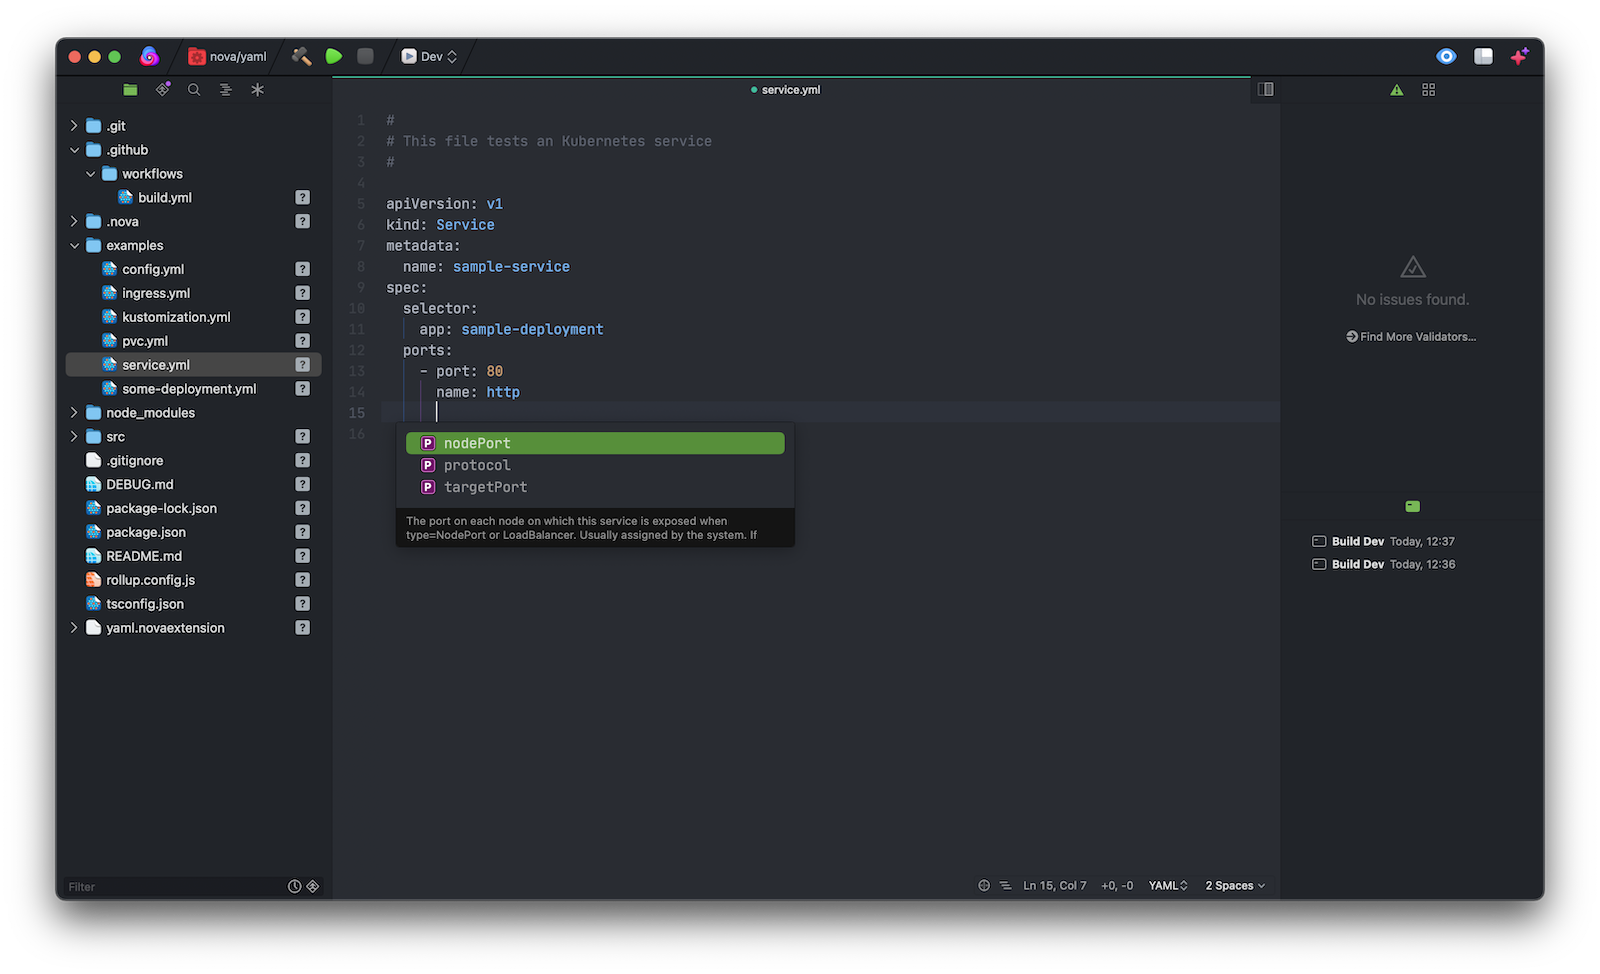 nova/yaml
Dev
service.yml
.git
.github
workflows
build.yml ?
.nova ?
examples
config.yml ?
ingress.yml ?
kustomization.yml ?
pvc.yml ?
service.yml ?
some-deployment.yml ?
node_modules
src ?
.gitignore ?
DEBUG.md ?
package-lock.json ?
package.json ?
README.md ?
rollup.config.js ?
tsconfig.json ?
yaml.novaextension ?
Filter
1 #
2 # This file tests an Kubernetes service
3 #
4
5 apiVersion: v1
6 kind: Service
7 metadata:
8 name: sample-service
9 spec:
10 selector:
11 app: sample-deployment
12 ports:
13 - port: 80
14 name: http
15
16
P nodePort
P protocol
P targetPort
The port on each node on which this service is exposed when
type=NodePort or LoadBalancer. Usually assigned by the system. If
Ln 15, Col 7 +0, -0 YAML 2 Spaces
No issues found.
Find More Validators...
Build Dev Today, 12:37
Build Dev Today, 12:36